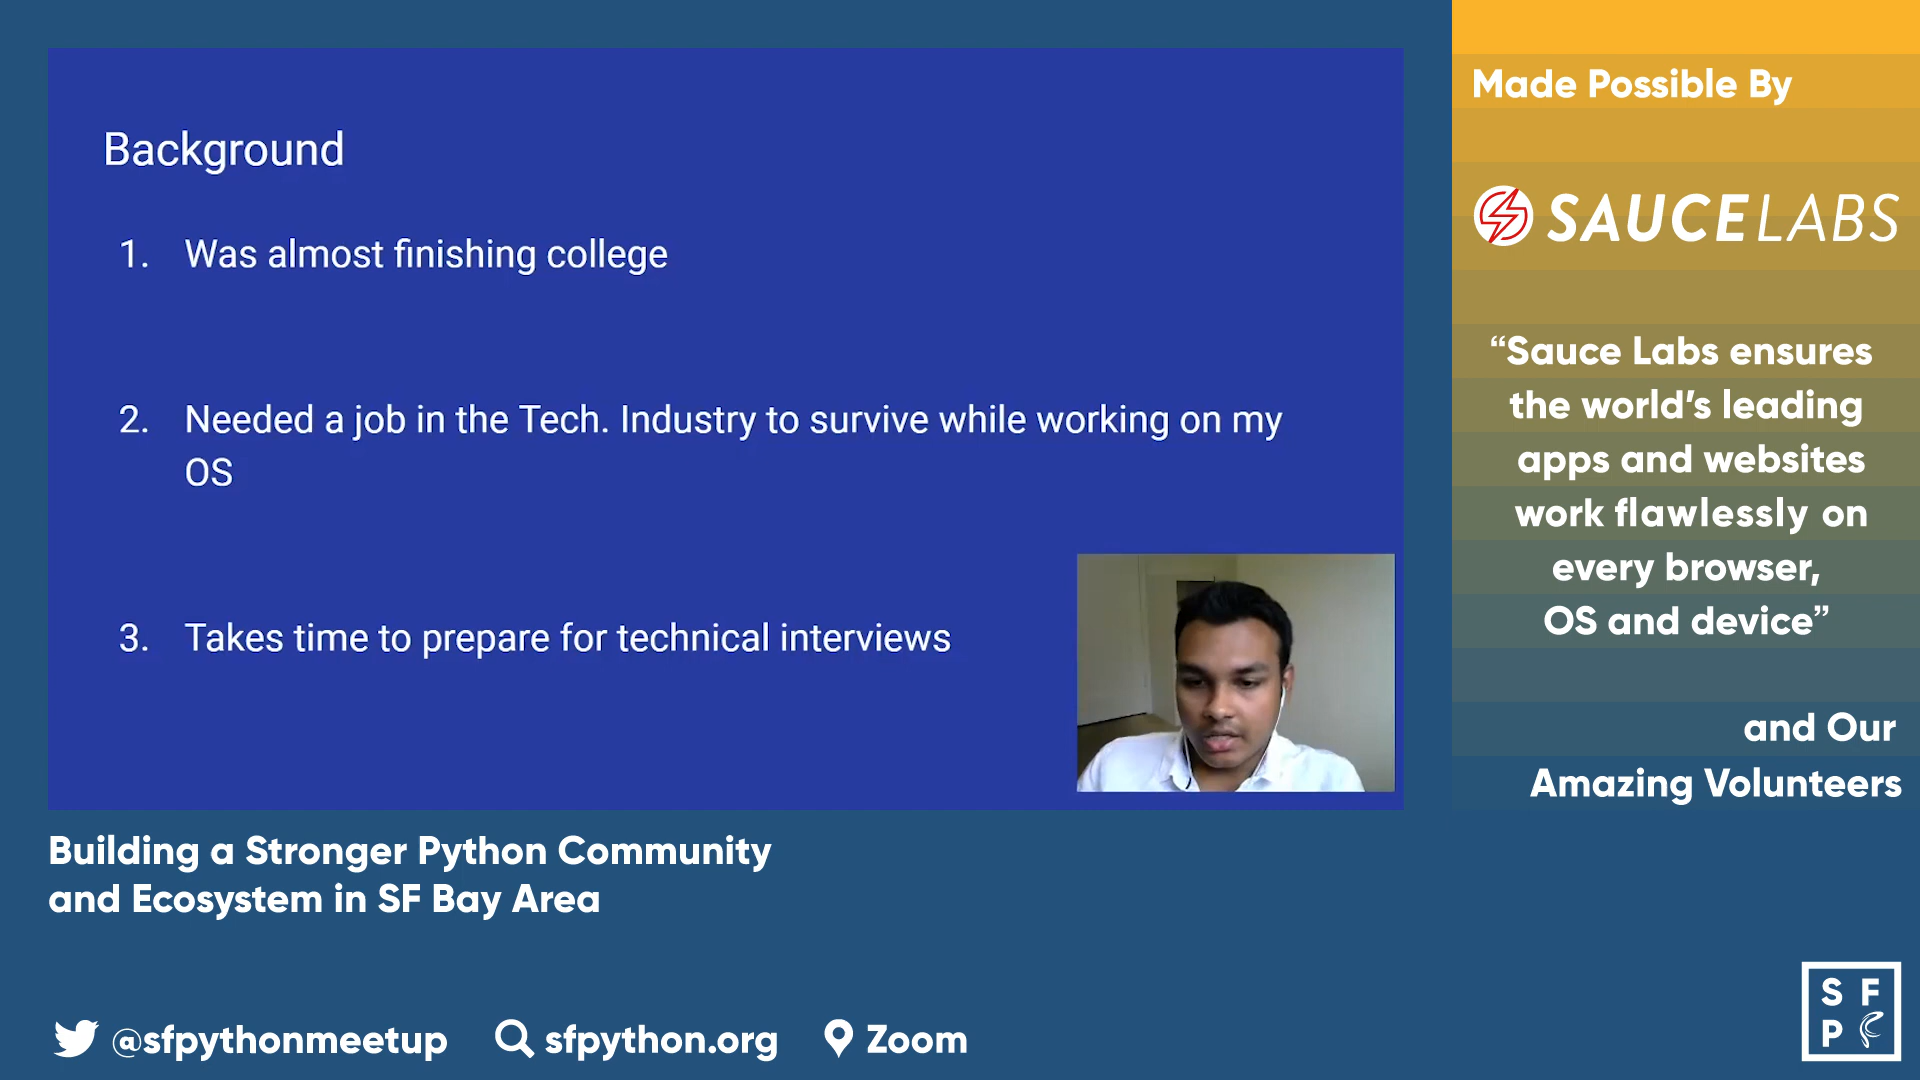 Background
1. Was almost finishing college
2. Needed a job in the Tech. Industry to survive while working on my
OS
3. Takes time to prepare for technical interviews
Made Possible By
SAUCELABS
“Sauce Labs ensures
the world’s leading
apps and websites
work flawlessly on
every browser,
OS and device”
and Our
Amazing Volunteers
Building a Stronger Python Community
and Ecosystem in SF Bay Area
@sfpythonmeetup sfpython.org Zoom
S F
P